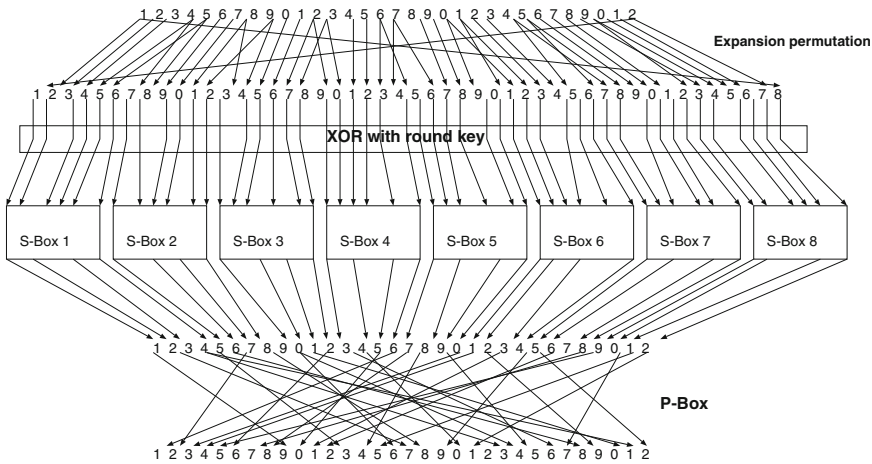 1 2 3 4 5 6 7 8 9 0 1 2 3 4 5 6 7 8 9 0 1 2 3 4 5 6 7 8 9 0 1 2
Expansion permutation
1 2 3 4 5 6 7 8 9 0 1 2 3 4 5 6 7 8 9 0 1 2 3 4 5 6 7 8 9 0 1 2 3 4 5 6 7 8 9 0 1 2 3 4 5 6 7 8
XOR with round key
S-Box 1 S-Box 2 S-Box 3 S-Box 4 S-Box 5 S-Box 6 S-Box 7 S-Box 8
1 2 3 4 5 6 7 8 9 0 1 2 3 4 5 6 7 8 9 0 1 2 3 4 5 6 7 8 9 0 1 2
P-Box
1 2 3 4 5 6 7 8 9 0 1 2 3 4 5 6 7 8 9 0 1 2 3 4 5 6 7 8 9 0 1 2